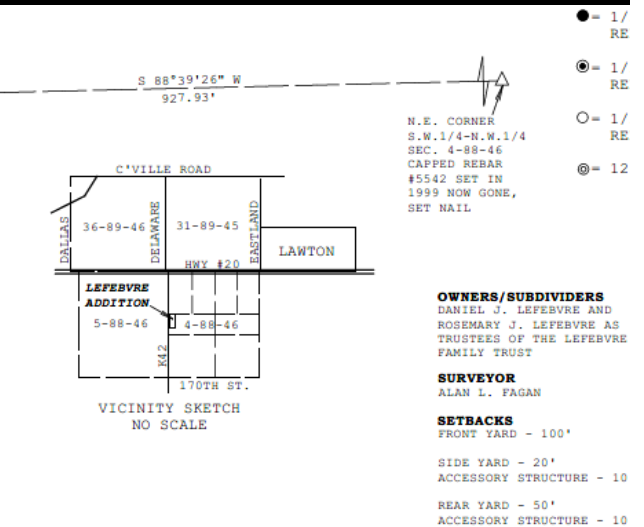 S 88°39'26" W
927.93'
N.E. CORNER
S.W.1/4-N.W.1/4
SEC. 4-88-46
CAPPED REBAR
#5542 SET IN
1999 NOW GONE,
SET NAIL
= 1/
RE
= 1/
RE
= 1/
RE
= 12
C'VILLE ROAD
DALLAS
36-89-46
DELAWARE
31-89-45
EASTLAND
LAWTON
HWY #20
LEFEBVRE
ADDITION
5-88-46
4-88-46
K42
170TH ST.
VICINITY SKETCH
NO SCALE
OWNERS/SUBDIVIDERS
DANIEL J. LEFEBVRE AND
ROSEMARY J. LEFEBVRE AS
TRUSTEES OF THE LEFEBVRE
FAMILY TRUST
SURVEYOR
ALAN L. FAGAN
SETBACKS
FRONT YARD - 100'
SIDE YARD - 20'
ACCESSORY STRUCTURE - 10
REAR YARD - 50'
ACCESSORY STRUCTURE - 10